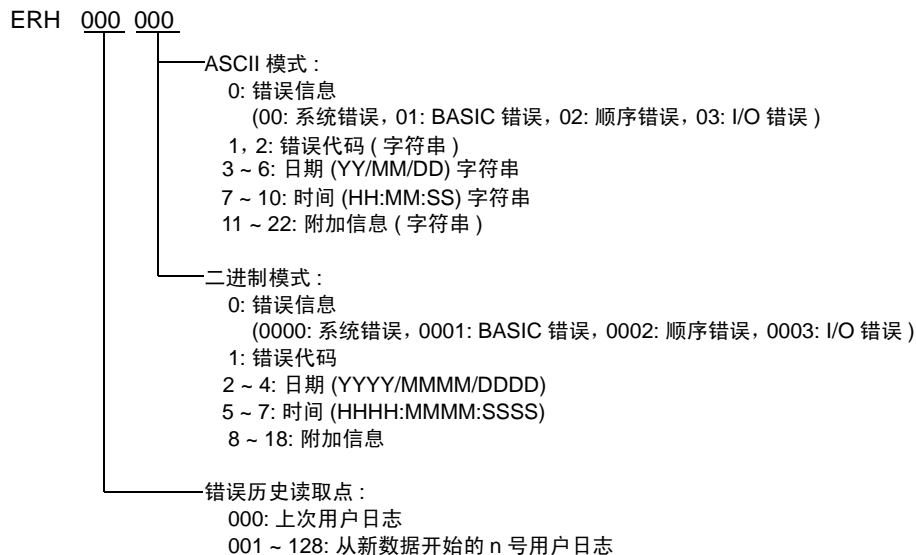 ERH 000 000
ASCII 模式 :
0: 错误信息
(00: 系统错误，01: BASIC 错误，02: 顺序错误，03: I/O 错误 )
1，2: 错误代码 ( 字符串 )
3 ~ 6: 日期 (YY/MM/DD) 字符串
7 ~ 10: 时间 (HH:MM:SS) 字符串
11 ~ 22: 附加信息 ( 字符串 )
二进制模式 :
0: 错误信息
(0000: 系统错误，0001: BASIC 错误，0002: 顺序错误，0003: I/O 错误 )
1: 错误代码
2 ~ 4: 日期 (YYYY/MMMM/DDDD)
5 ~ 7: 时间 (HHHH:MMMM:SSSS)
8 ~ 18: 附加信息
错误历史读取点 :
000: 上次用户日志
001 ~ 128: 从新数据开始的 n 号用户日志